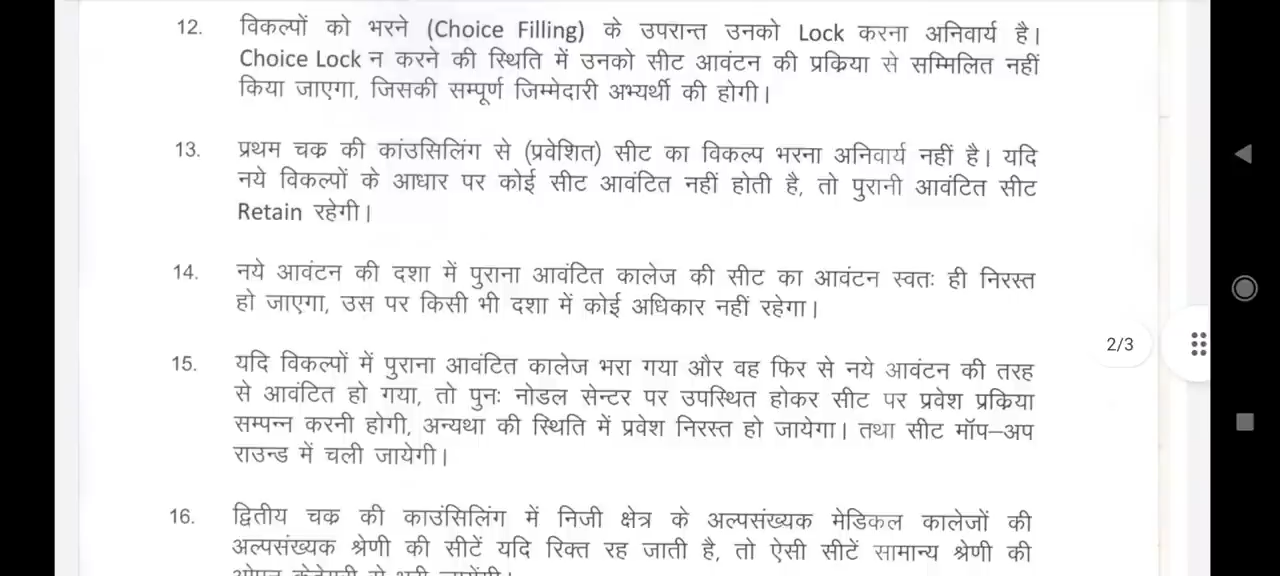 12. विकल्पों को भरने (Choice Filling) के उपरान्त उनको Lock करना अनिवार्य है।
Choice Lock न करने की स्थिति में उनको सीट आवंटन की प्रकिया से सम्मिलित नहीं
किया जाएगा, जिसकी सम्पूर्ण जिम्मेदारी अभ्यर्थी की होगी।
13. प्रथम चक की कांउसिलिंग से (प्रवेशित) सीट का विकल्प भरना अनिवार्य नहीं है। यदि
नये विकल्पों के आधार पर कोई सीट आवंटित नहीं होती है, तो पुरानी आवंटित सीट
Retain रहेगी।
14. नये आवंटन की दशा में पुराना आवंटित कालेज की सीट का आवंटन स्वतः ही निरस्त
हो जाएगा, उस पर किसी भी दशा में कोई अधिकार नहीं रहेगा।
15. यदि विकल्पों में पुराना आवंटित कालेज भरा गया और वह फिर से नये आवंटन की तरह
से आवंटित हो गया, तो पुनः नोडल सेन्टर पर उपस्थित होकर सीट पर प्रवेश प्रकिया
सम्पन्न करनी होगी, अन्यथा की स्थिति में प्रवेश निरस्त हो जायेगा। तथा सीट मॉप–अप
राउन्ड में चली जायेगी।
2/3
16. द्वितीय चक की काउंसिलिंग में निजी क्षेत्र के अल्पसंख्यक मेडिकल कालेजों की
अल्पसंख्यक श्रेणी की सीटें यदि रिक्त रह जाती है, तो ऐसी सीटें सामान्य श्रेणी की